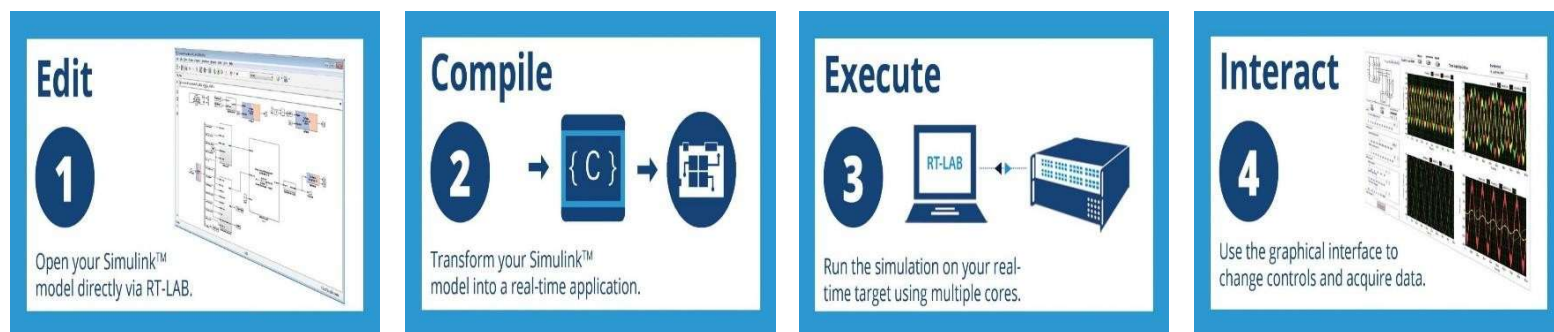 Edit
1
Open your Simulink™
model directly via RT-LAB.
Compile
2
{C}
Transform your Simulink™
model into a real-time application.
Execute
3
RT-LAB
Run the simulation on your real-
time target using multiple cores.
Interact
4
Use the graphical interface to
change controls and acquire data.